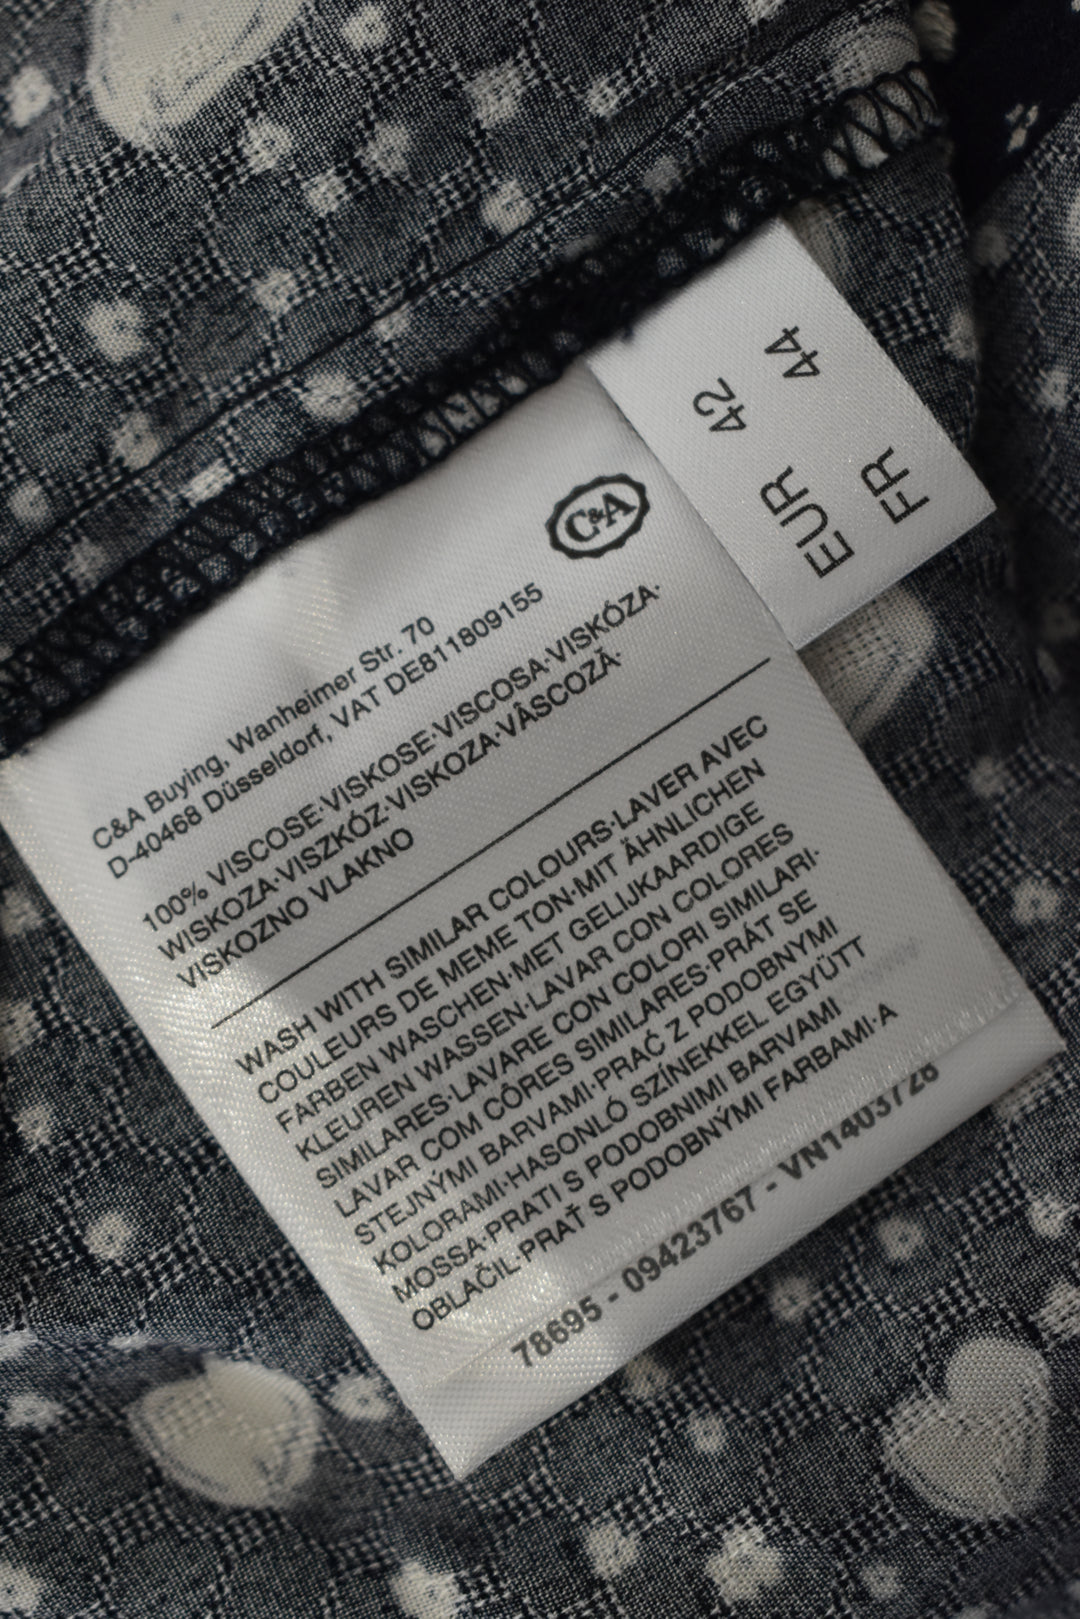 C&A
C&A Buying, Wanheimer Str. 70
D-40468 Düsseldorf, VAT DE811809155
100% VISCOSE·VISKOSE·VISCOSA·VISKÓZA·
WISKOZA·VISZKÓZ·VISKOZA·VÂSCOZĂ·
VISKOZNO VLAKNO
WASH WITH SIMILAR COLOURS·LAVER AVEC
COULEURS DE MEME TON·MIT ÄHNLICHEN
FARBEN WASCHEN·MET GELIJKAARDIGE
KLEUREN WASSEN·LAVAR CON COLORES
SIMILARES·LAVARE CON COLORI SIMILARI·
LAVAR COM CÔRES SIMILARES·PRÁT SE
STEJNÝMI BARVAMI·PRAĆ Z PODOBNYMI
KOLORAMI·HASONLÓ SZÍNEKKEL EGYÜTT
MOSSA·PRATI S PODOBNIMI BARVAMI
OBLAČIL·PRAŤ S PODOBNÝMI FARBAMI·A
78695 - 09423767 - VN1403728
EUR 42
FR 44